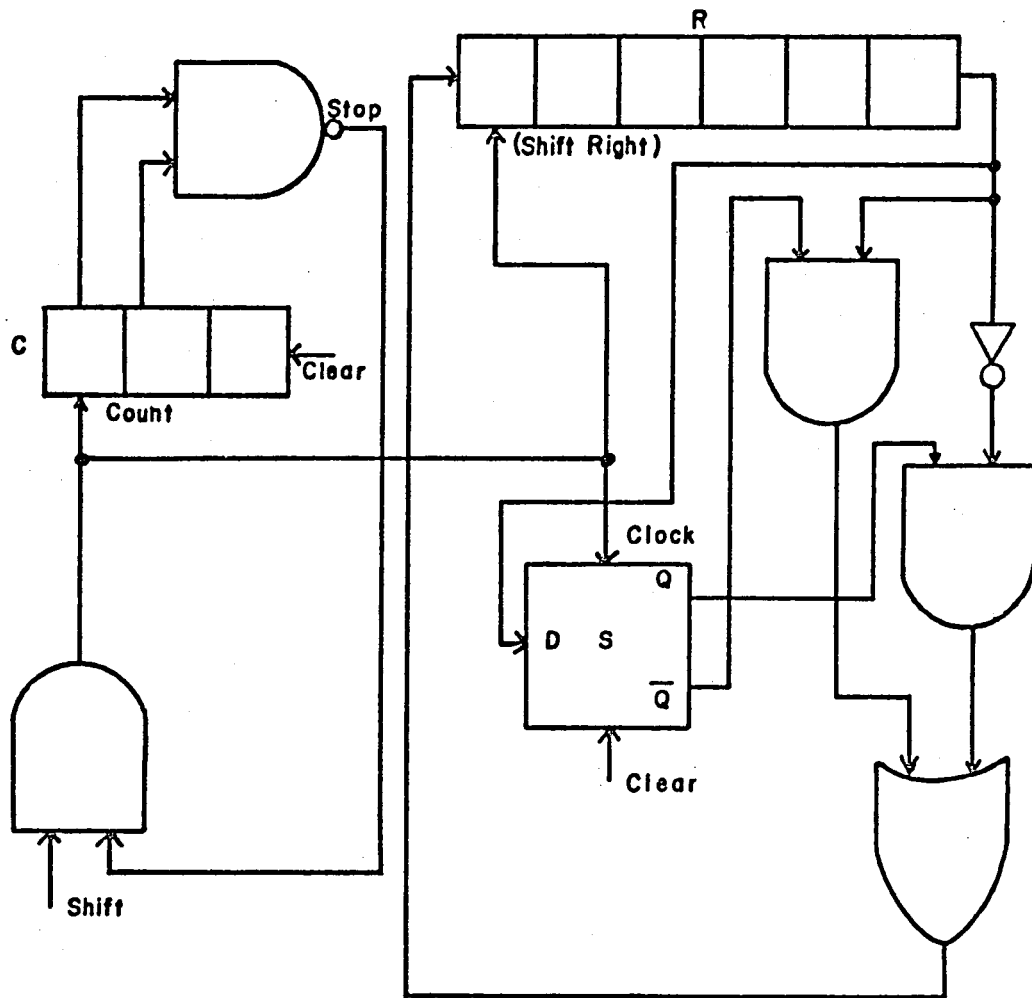 R
Stop
(Shift Right)
C
Clear
Count
Clock
Q
D S
Q
Clear
Shift